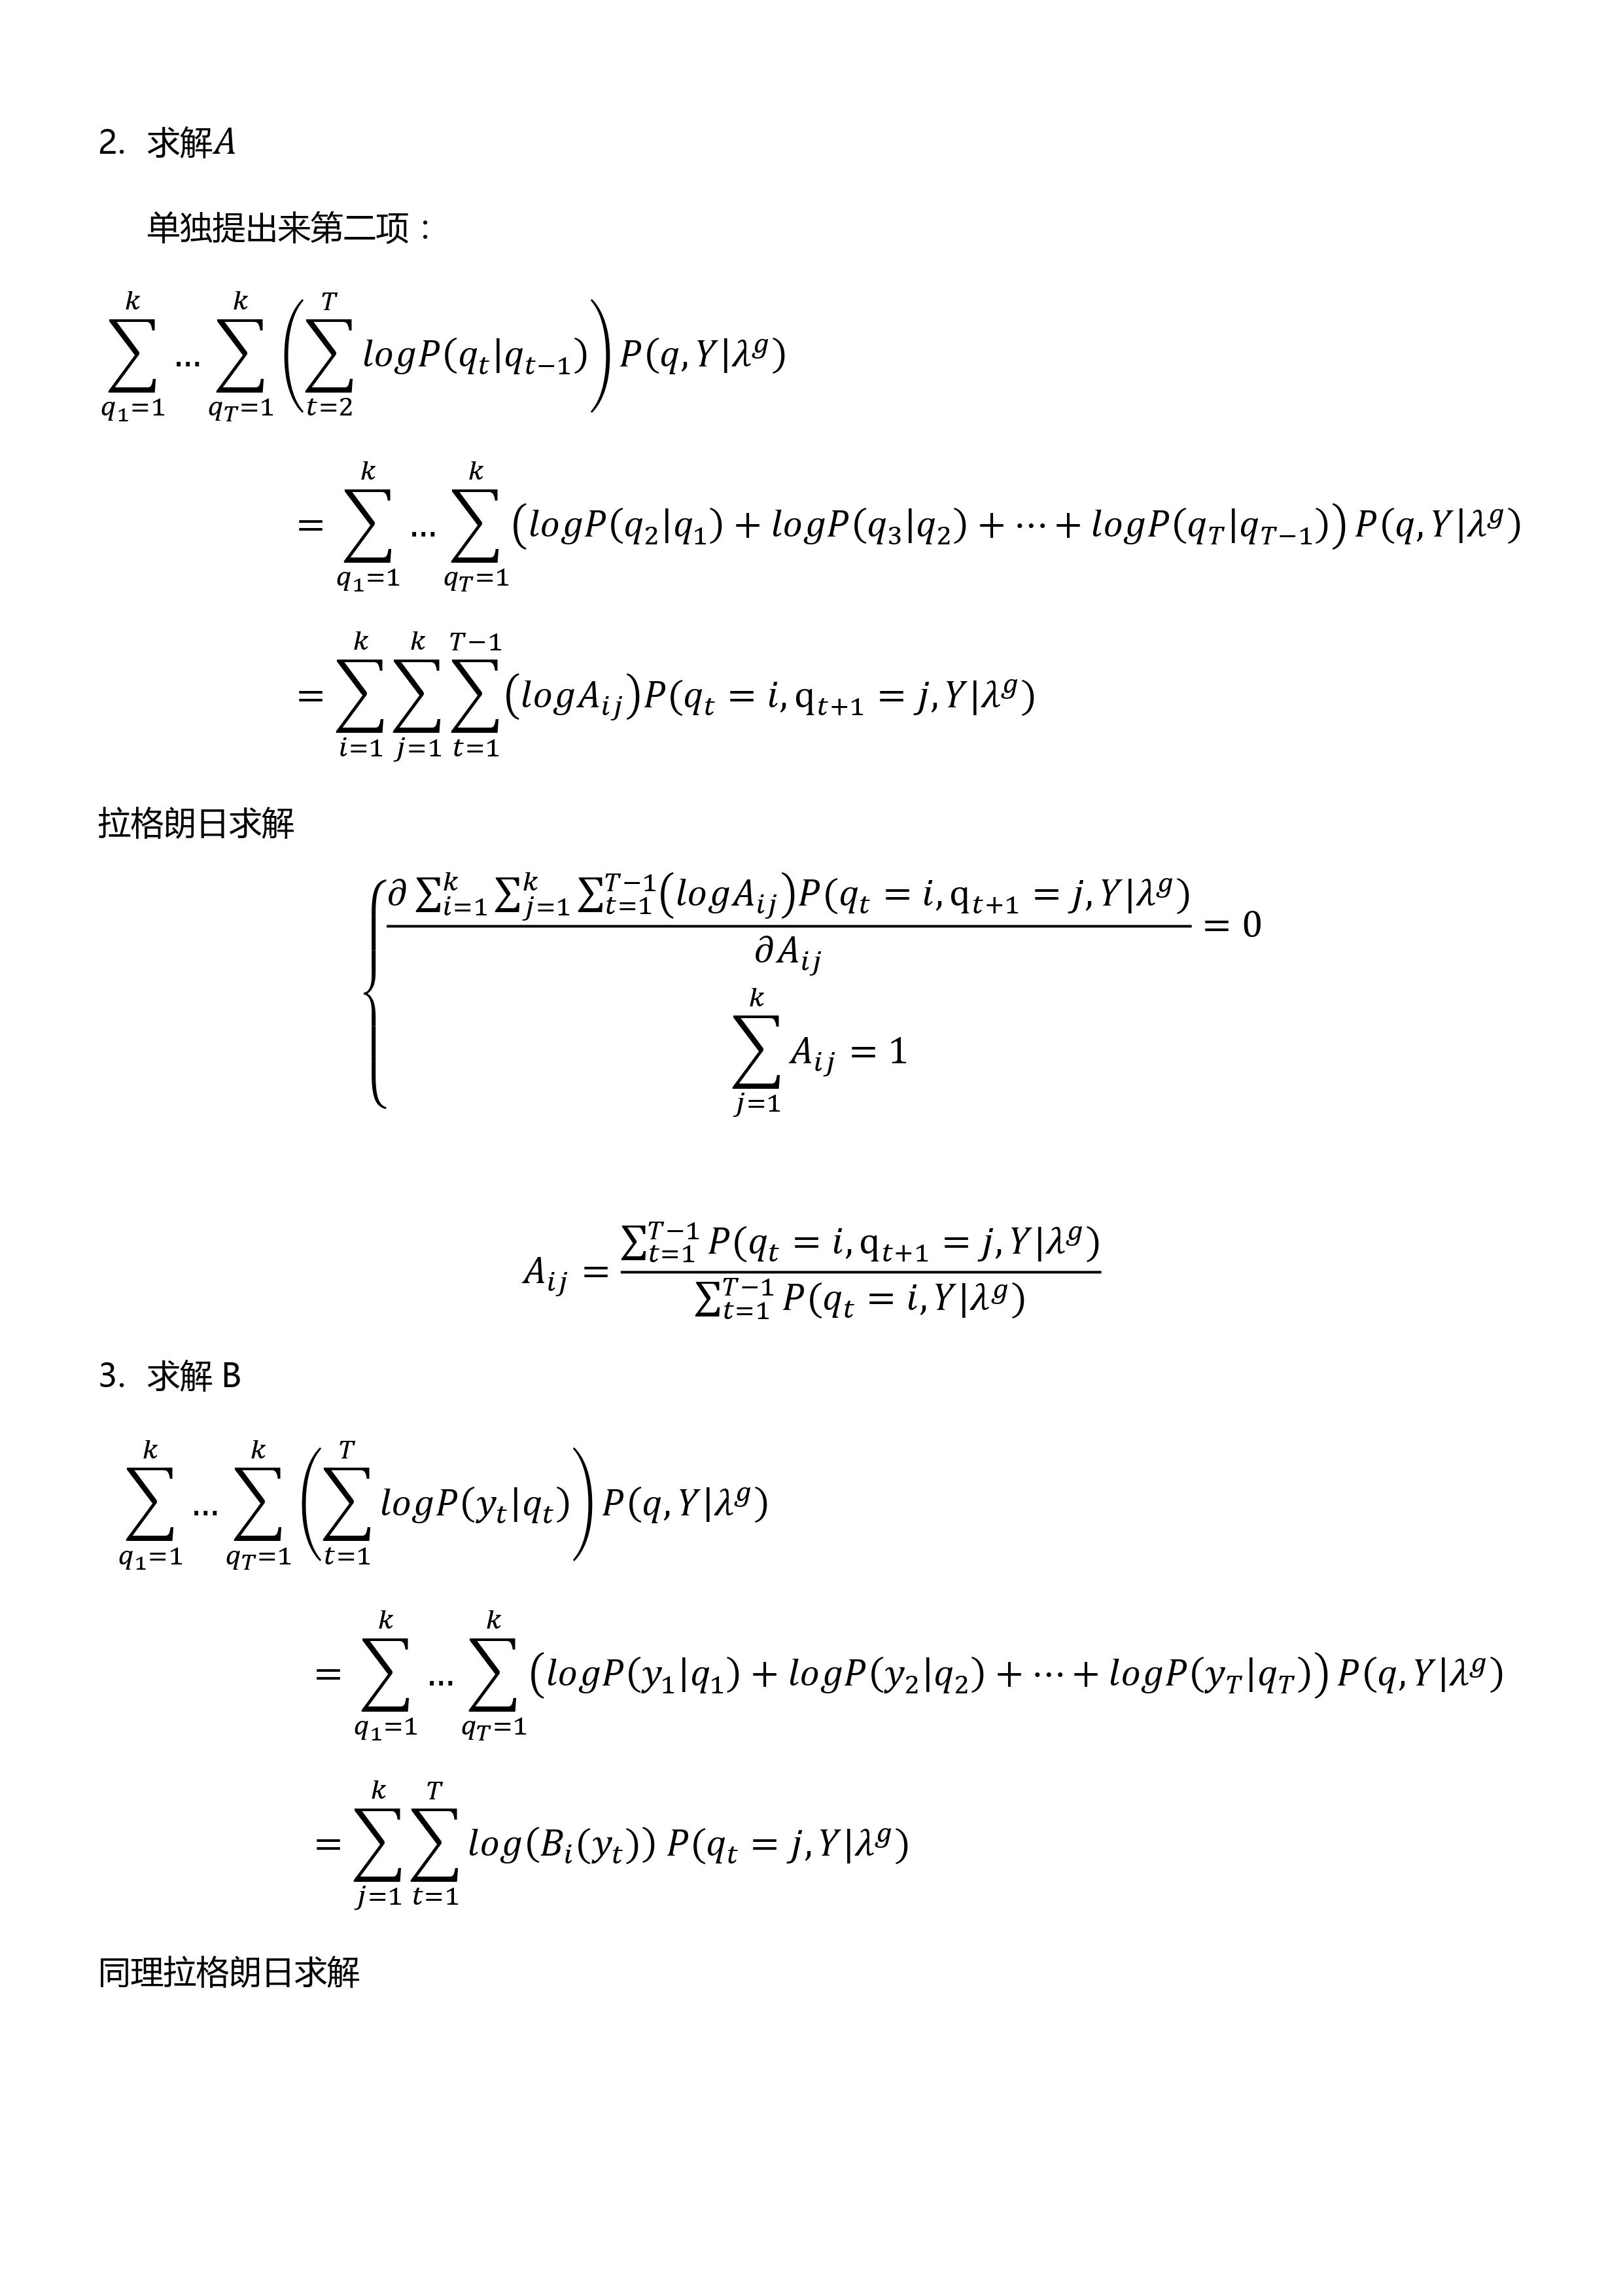 2. 求解$A$
单独提出来第二项：
$\sum_{q_1=1}^{k} \ldots \sum_{q_T=1}^{k} \left( \sum_{t=2}^{T} logP(q_t|q_{t-1}) \right) P(q,Y|\lambda^g)$
$= \sum_{q_1=1}^{k} \ldots \sum_{q_T=1}^{k} \left( logP(q_2|q_1) + logP(q_3|q_2) + \cdots + logP(q_T|q_{T-1}) \right) P(q,Y|\lambda^g)$
$= \sum_{i=1}^{k} \sum_{j=1}^{k} \sum_{t=1}^{T-1} (logA_{ij}) P(q_t = i, \mathrm{q}_{t+1} = j, Y|\lambda^g)$
拉格朗日求解
$\begin{cases} \frac{\partial \sum_{i=1}^{k} \sum_{j=1}^{k} \sum_{t=1}^{T-1} (logA_{ij}) P(q_t = i, \mathrm{q}_{t+1} = j, Y|\lambda^g)}{\partial A_{ij}} = 0 \\ \sum_{j=1}^{k} A_{ij} = 1 \end{cases}$
$A_{ij} = \frac{\sum_{t=1}^{T-1} P(q_t = i, \mathrm{q}_{t+1} = j, Y|\lambda^g)}{\sum_{t=1}^{T-1} P(q_t = i, Y|\lambda^g)}$
3. 求解 B
$\sum_{q_1=1}^{k} \ldots \sum_{q_T=1}^{k} \left( \sum_{t=1}^{T} logP(y_t|q_t) \right) P(q,Y|\lambda^g)$
$= \sum_{q_1=1}^{k} \ldots \sum_{q_T=1}^{k} \left( logP(y_1|q_1) + logP(y_2|q_2) + \cdots + logP(y_T|q_T) \right) P(q,Y|\lambda^g)$
$= \sum_{j=1}^{k} \sum_{t=1}^{T} log(B_i(y_t)) P(q_t = j, Y|\lambda^g)$
同理拉格朗日求解